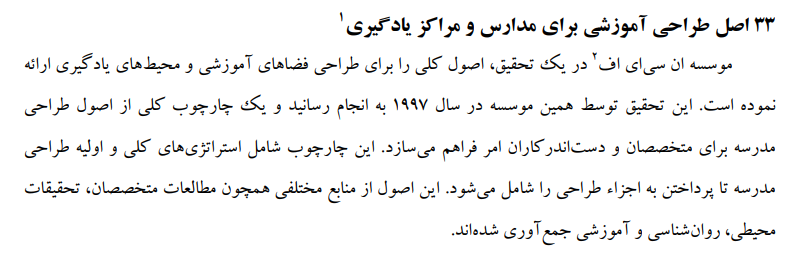 ۳۳ اصل طراحی آموزشی برای مدارس و مراکز یادگیری۱
موسسه ان سی‌ای اف۲ در یک تحقیق، اصول کلی را برای طراحی فضاهای آموزشی و محیط‌های یادگیری ارائه
نموده است. این تحقیق توسط همین موسسه در سال ۱۹۹۷ به انجام رسانید و یک چارچوب کلی از اصول طراحی
مدرسه برای متخصصان و دست‌اندرکاران امر فراهم می‌سازد. این چارچوب شامل استراتژی‌های کلی و اولیه طراحی
مدرسه تا پرداختن به اجزاء طراحی را شامل می‌شود. این اصول از منابع مختلفی همچون مطالعات متخصصان، تحقیقات
محیطی، روان‌شناسی و آموزشی جمع‌آوری شده‌اند.